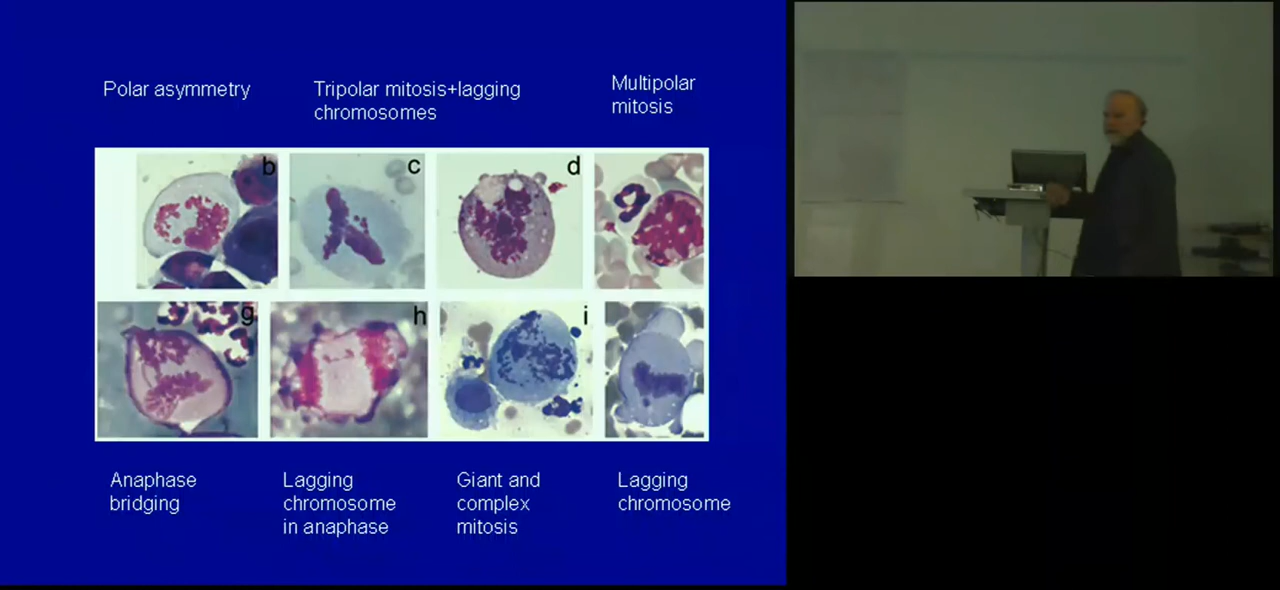 Polar asymmetry
Tripolar mitosis+lagging
chromosomes
Multipolar
mitosis
b
c
d
g
h
i
Anaphase
bridging
Lagging
chromosome
in anaphase
Giant and
complex
mitosis
Lagging
chromosome